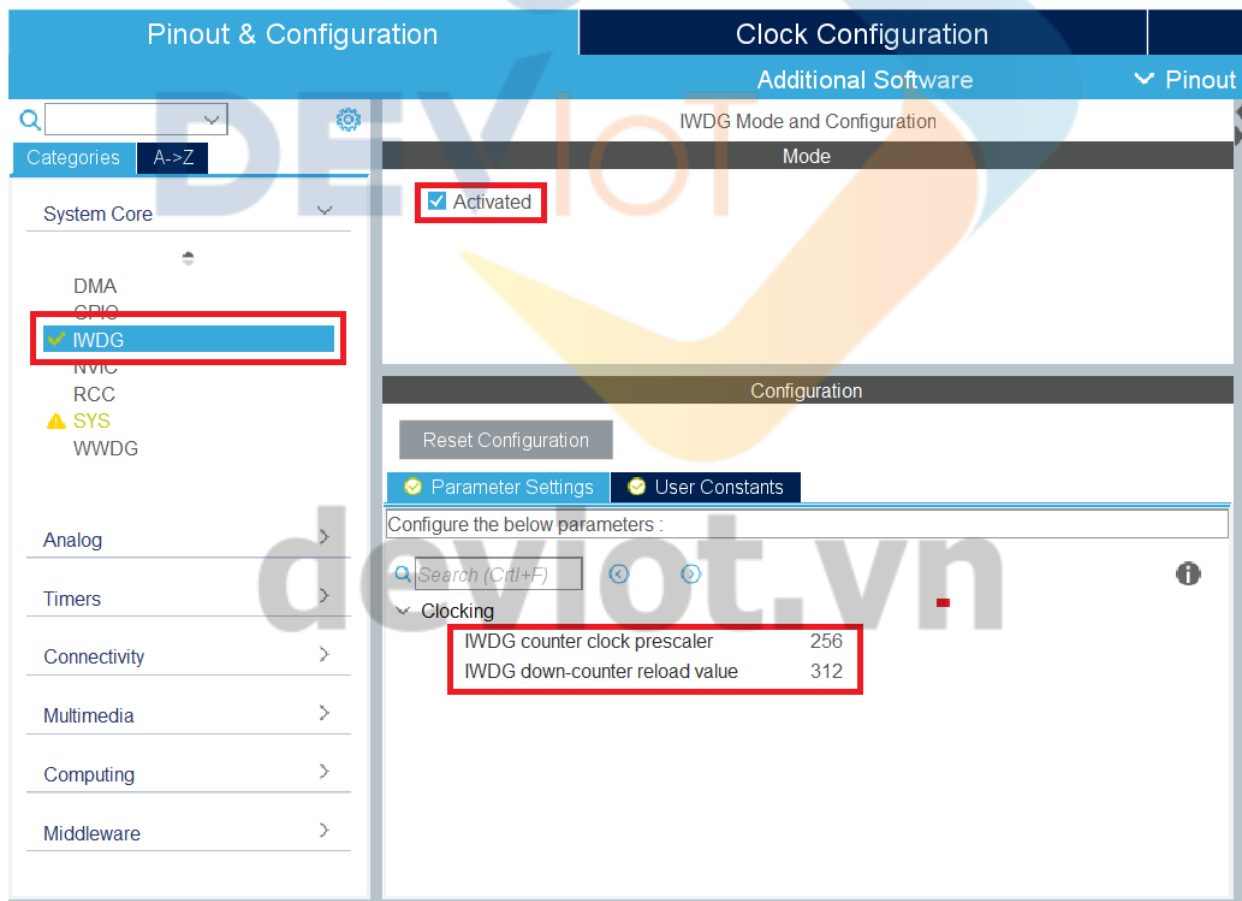 Pinout & Configuration
Clock Configuration
Additional Software
Pinout
IWDG Mode and Configuration
Categories
A->Z
Mode
System Core
Activated
DMA
GPIO
IWDG
NVIC
RCC
SYS
WWDG
Configuration
Reset Configuration
Parameter Settings
User Constants
Configure the below parameters :
Analog
Search (Crtl+F)
Timers
Clocking
IWDG counter clock prescaler 256
IWDG down-counter reload value 312
Connectivity
Multimedia
Computing
Middleware
DEVIoT
deviot.vn